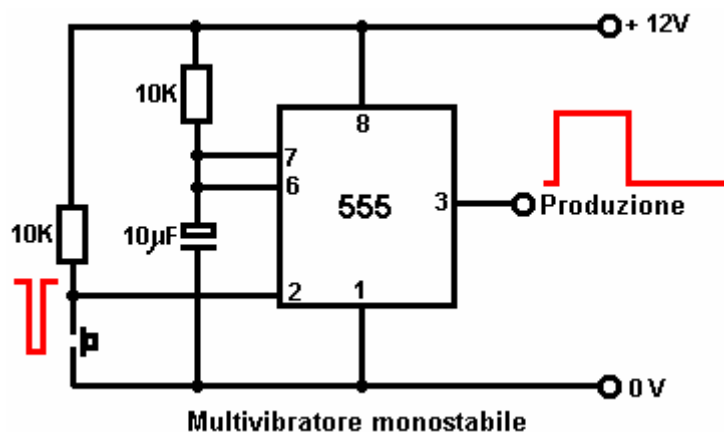 + 12V
10K
8
7
6
555
3
Produzione
10K
10µF
2
1
0 V
Multivibratore monostabile